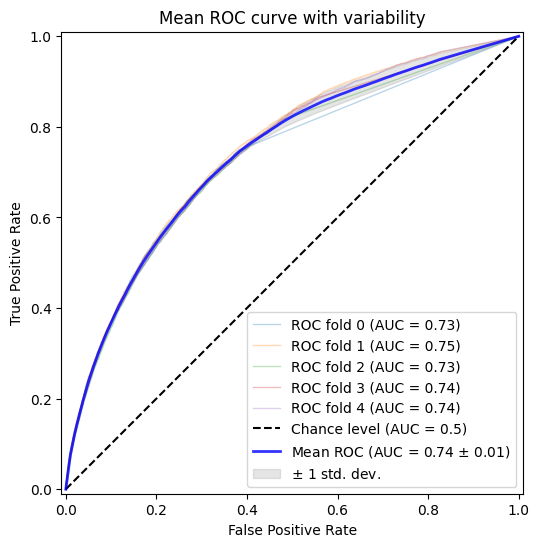 Mean ROC curve with variability
True Positive Rate
1.0
0.8
0.6
0.4
0.2
0.0
ROC fold 0 (AUC = 0.73)
ROC fold 1 (AUC = 0.75)
ROC fold 2 (AUC = 0.73)
ROC fold 3 (AUC = 0.74)
ROC fold 4 (AUC = 0.74)
Chance level (AUC = 0.5)
Mean ROC (AUC = 0.74 ± 0.01)
± 1 std. dev.
0.0 0.2 0.4 0.6 0.8 1.0
False Positive Rate